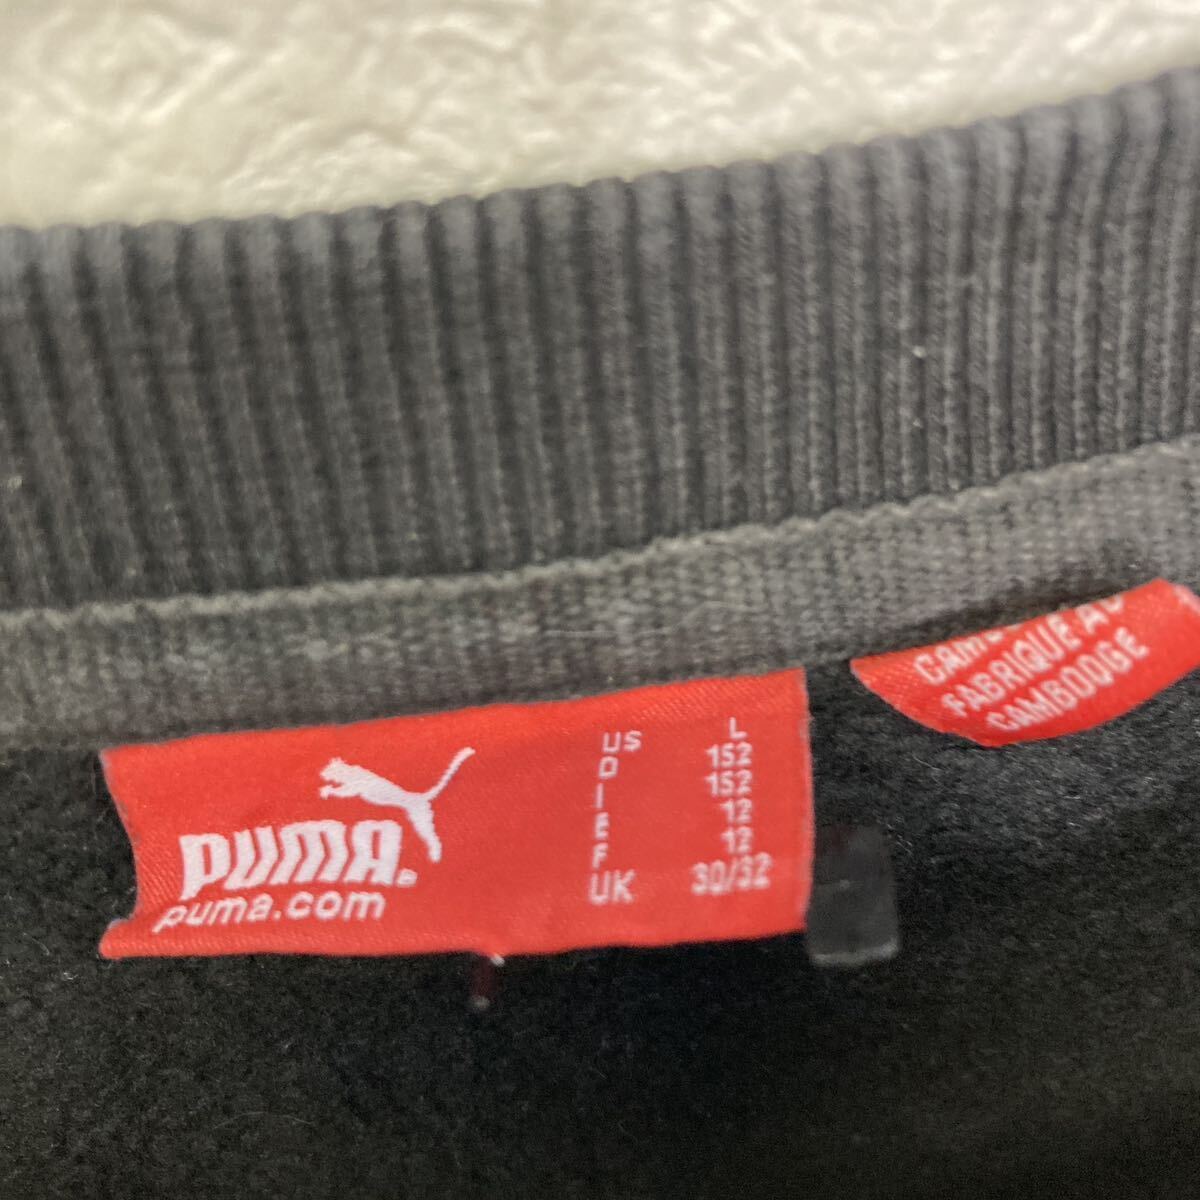 PUMA
puma.com
US L
D 152
I 152
E 12
F 12
UK 30/32
FABRIQUE AU
CAMBODGE